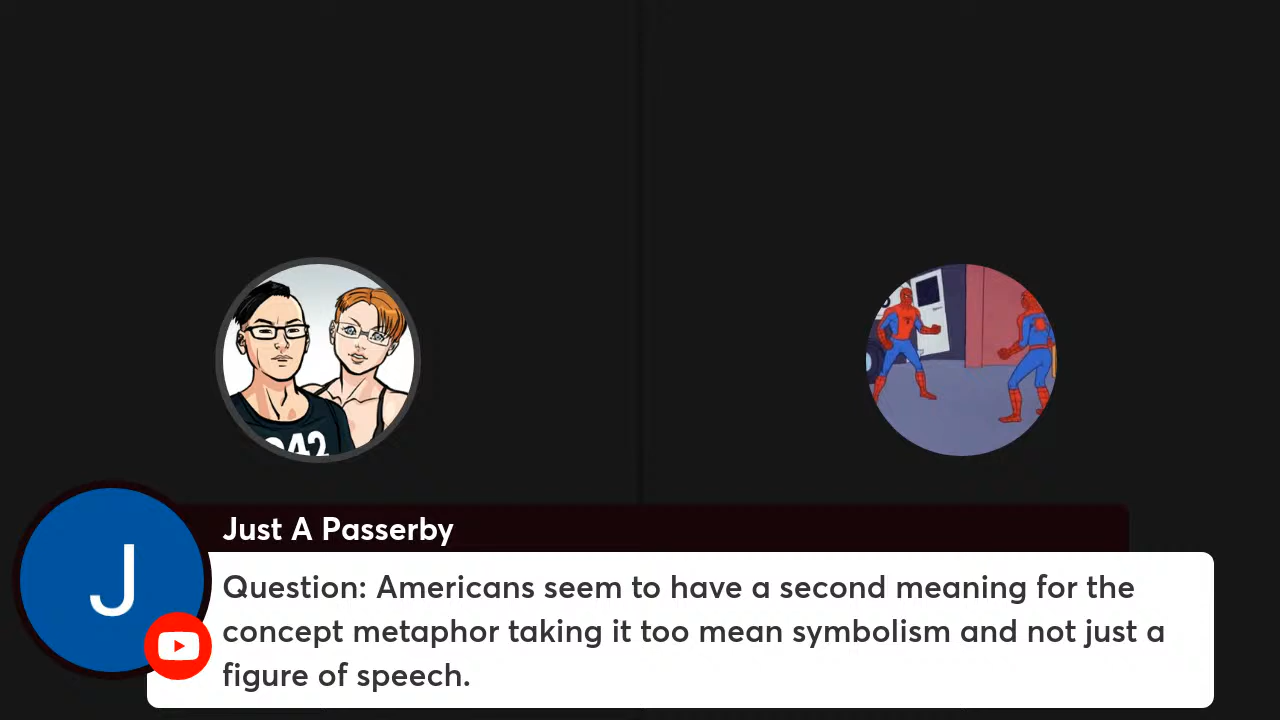 042
J
Just A Passerby
Question: Americans seem to have a second meaning for the
concept metaphor taking it too mean symbolism and not just a
figure of speech.